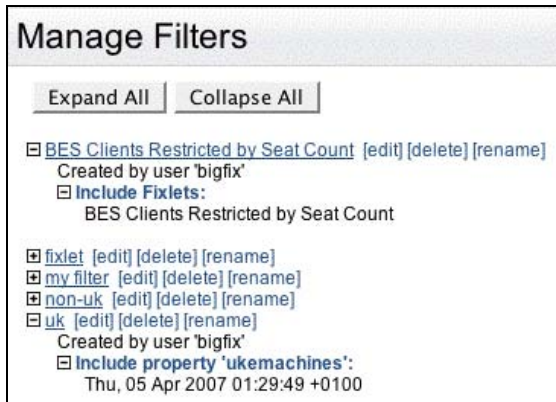 Manage Filters
Expand All Collapse All
BES Clients Restricted by Seat Count [edit] [delete] [rename]
Created by user 'bigfix'
Include Fixlets:
BES Clients Restricted by Seat Count
fixlet [edit] [delete] [rename]
my filter [edit] [delete] [rename]
non-uk [edit] [delete] [rename]
uk [edit] [delete] [rename]
Created by user 'bigfix'
Include property 'ukemachines':
Thu, 05 Apr 2007 01:29:49 +0100